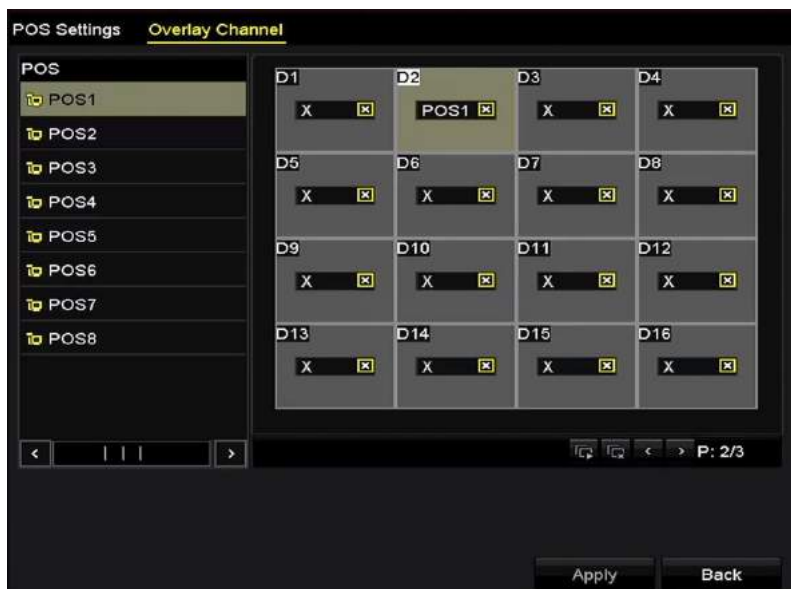 POS Settings Overlay Channel
POS
POS1
POS2
POS3
POS4
POS5
POS6
POS7
POS8
D1 D2 D3 D4
X POS1 X X
D5 D6 D7 D8
X X X X
D9 D10 D11 D12
X X X X
D13 D14 D15 D16
X X X X
P: 2/3
Apply Back